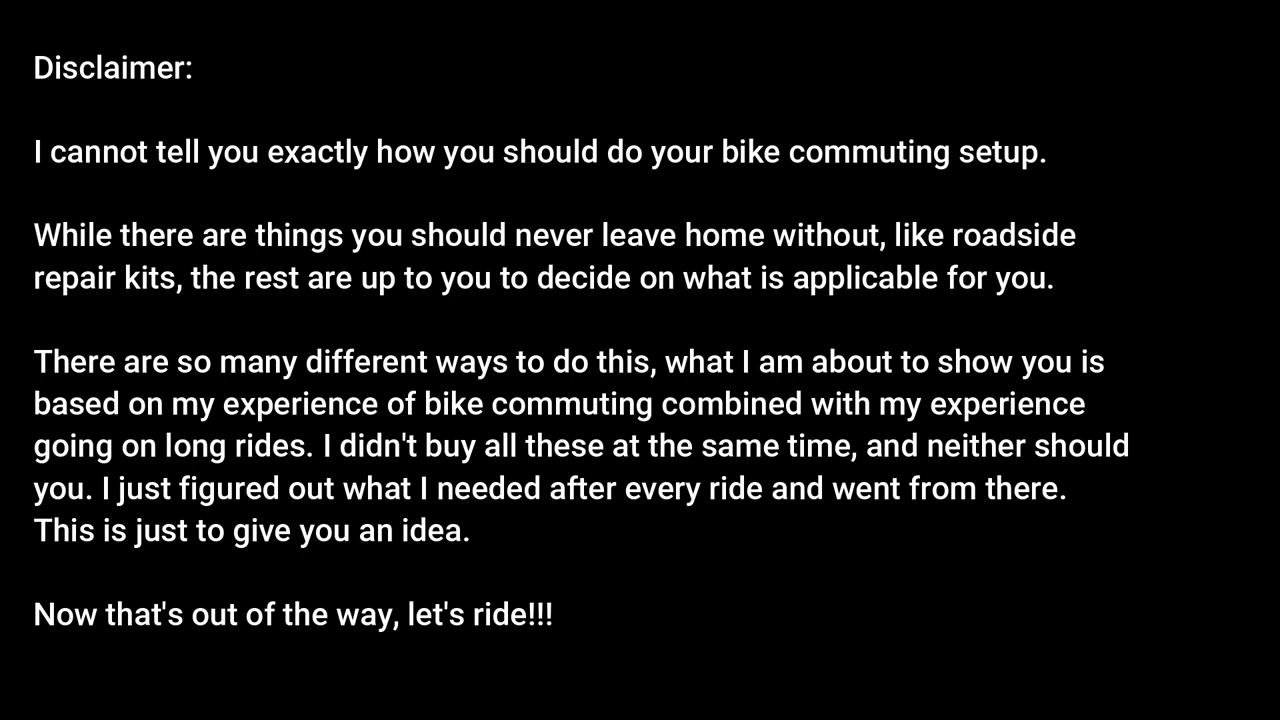 Disclaimer:
I cannot tell you exactly how you should do your bike commuting setup.
While there are things you should never leave home without, like roadside
repair kits, the rest are up to you to decide on what is applicable for you.
There are so many different ways to do this, what I am about to show you is
based on my experience of bike commuting combined with my experience
going on long rides. I didn't buy all these at the same time, and neither should
you. I just figured out what I needed after every ride and went from there.
This is just to give you an idea.
Now that's out of the way, let's ride!!!